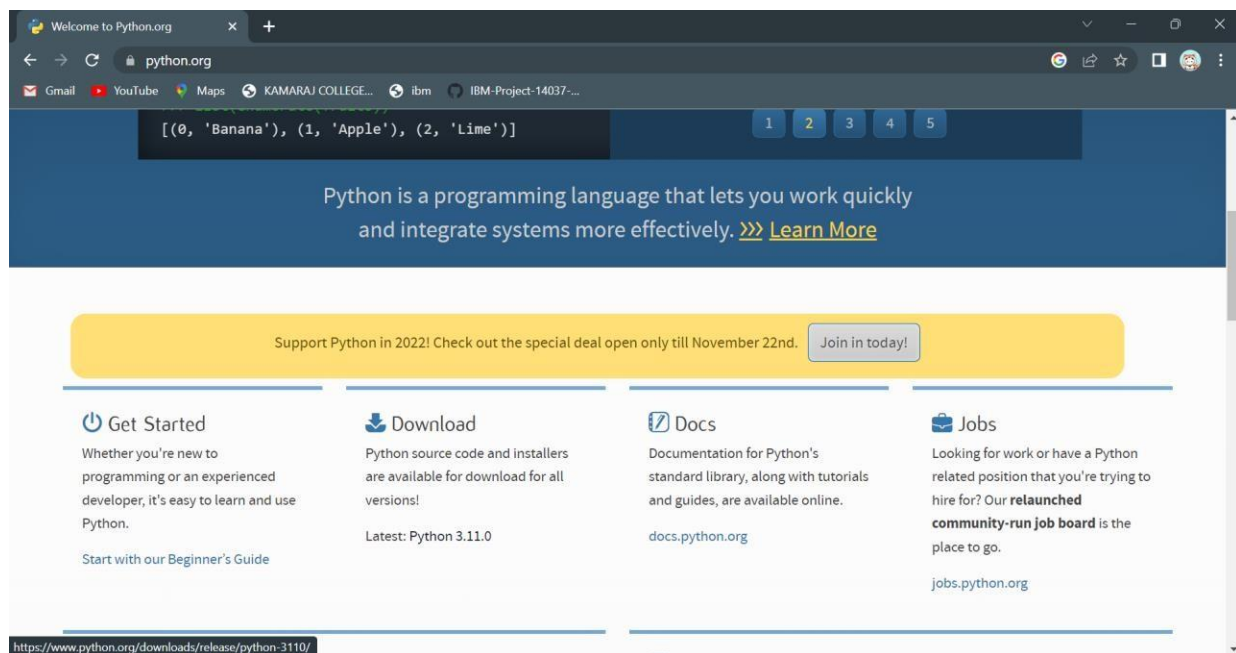 Welcome to Python.org
python.org
Gmail YouTube Maps KAMARAJ COLLEGE... ibm IBM-Project-14037-...
[(0, 'Banana'), (1, 'Apple'), (2, 'Lime')]
1 2 3 4 5
Python is a programming language that lets you work quickly
and integrate systems more effectively. >>> Learn More
Support Python in 2022! Check out the special deal open only till November 22nd. Join in today!
Get Started
Whether you're new to
programming or an experienced
developer, it's easy to learn and use
Python.
Start with our Beginner's Guide
Download
Python source code and installers
are available for download for all
versions!
Latest: Python 3.11.0
Docs
Documentation for Python's
standard library, along with tutorials
and guides, are available online.
docs.python.org
Jobs
Looking for work or have a Python
related position that you're trying to
hire for? Our relaunched
community-run job board is the
place to go.
jobs.python.org
https://www.python.org/downloads/release/python-3110/